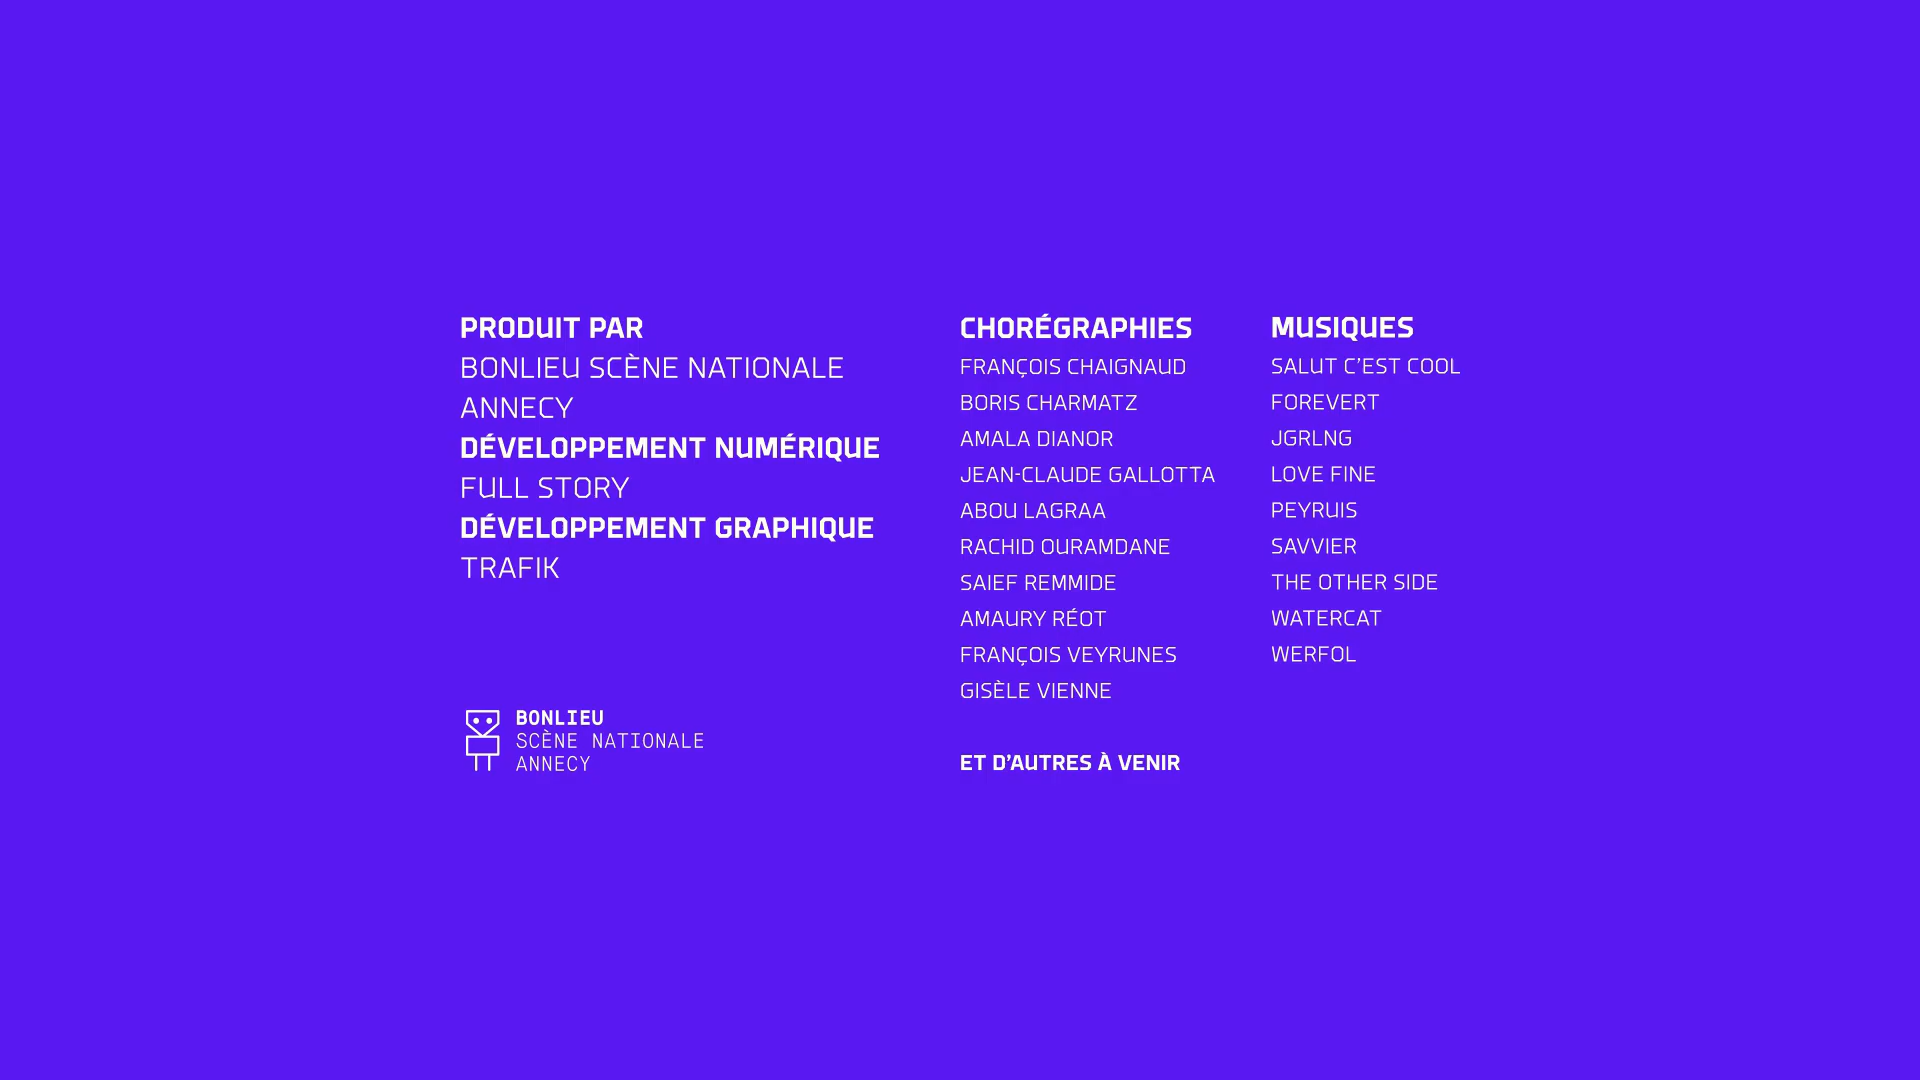 PRODUIT PAR
BONLIEU SCÈNE NATIONALE
ANNECY
DÉVELOPPEMENT NUMÉRIQUE
FULL STORY
DÉVELOPPEMENT GRAPHIQUE
TRAFIK
BONLIEU
SCÈNE NATIONALE
ANNECY
CHORÉGRAPHIES
FRANÇOIS CHAIGNAUD
BORIS CHARMATZ
AMALA DIANOR
JEAN-CLAUDE GALLOTTA
ABOU LAGRAA
RACHID OURAMDANE
SAIEF REMMIDE
AMAURY RÉOT
FRANÇOIS VEYRUNES
GISÈLE VIENNE
ET D’AUTRES À VENIR
MUSIQUES
SALUT C’EST COOL
FOREVERT
JGRLNG
LOVE FINE
PEYRUIS
SAVVIER
THE OTHER SIDE
WATERCAT
WERFOL